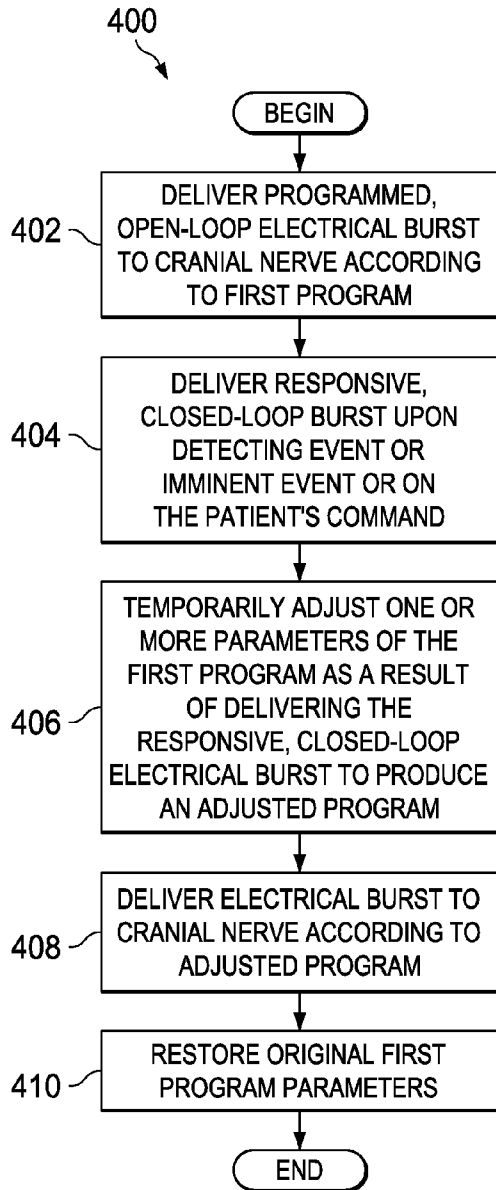 400
BEGIN
402
DELIVER PROGRAMMED,
OPEN-LOOP ELECTRICAL BURST
TO CRANIAL NERVE ACCORDING
TO FIRST PROGRAM
404
DELIVER RESPONSIVE,
CLOSED-LOOP BURST UPON
DETECTING EVENT OR
IMMINENT EVENT OR ON
THE PATIENT'S COMMAND
406
TEMPORARILY ADJUST ONE OR
MORE PARAMETERS OF THE
FIRST PROGRAM AS A RESULT
OF DELIVERING THE
RESPONSIVE, CLOSED-LOOP
ELECTRICAL BURST TO PRODUCE
AN ADJUSTED PROGRAM
408
DELIVER ELECTRICAL BURST TO
CRANIAL NERVE ACCORDING TO
ADJUSTED PROGRAM
410
RESTORE ORIGINAL FIRST
PROGRAM PARAMETERS
END